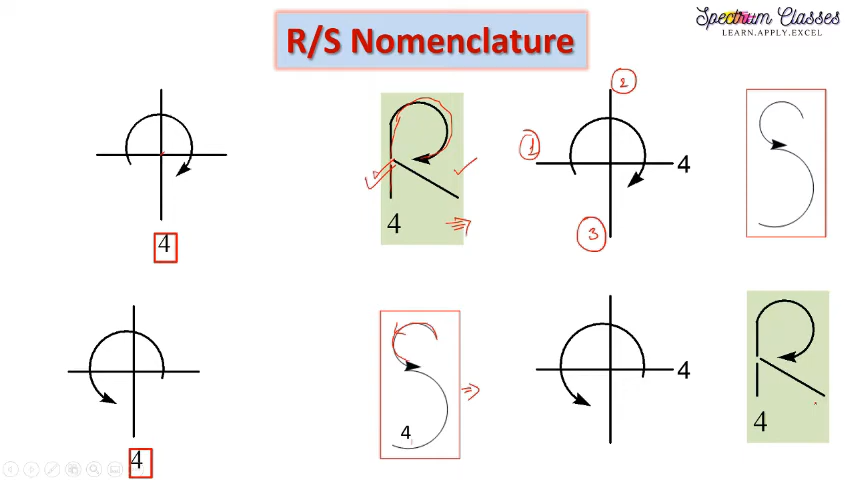 Spectrum Classes
LEARN.APPLY.EXCEL
R/S Nomenclature
2
R
1
4
S
4
4
3
S
R
4
4
4
4